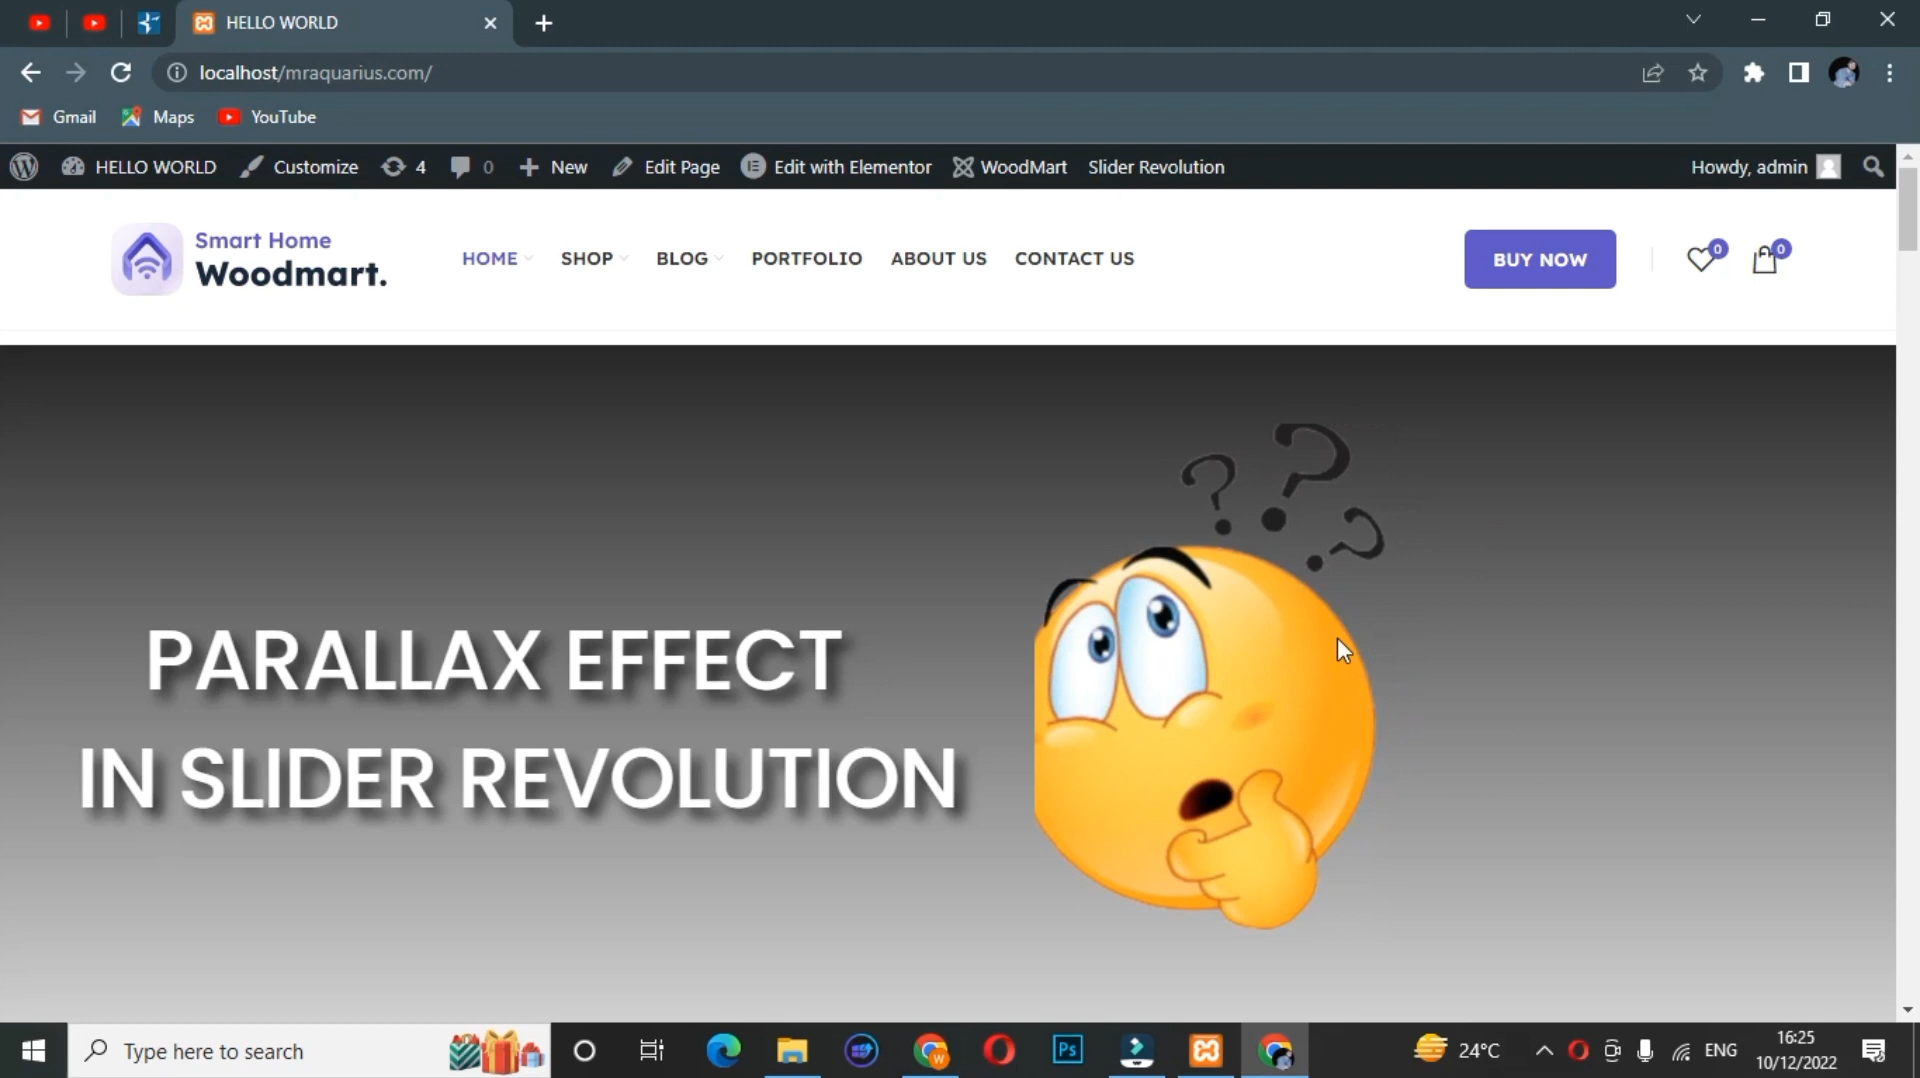 HELLO WORLD
localhost/mraquarius.com/
Gmail Maps YouTube
HELLO WORLD Customize 4 0 New Edit Page Edit with Elementor WoodMart Slider Revolution Howdy, admin
Smart Home
Woodmart.
HOME SHOP BLOG PORTFOLIO ABOUT US CONTACT US BUY NOW 0 0
? ? ?
PARALLAX EFFECT
IN SLIDER REVOLUTION
Type here to search W Ps 24°C ENG 16:25
10/12/2022